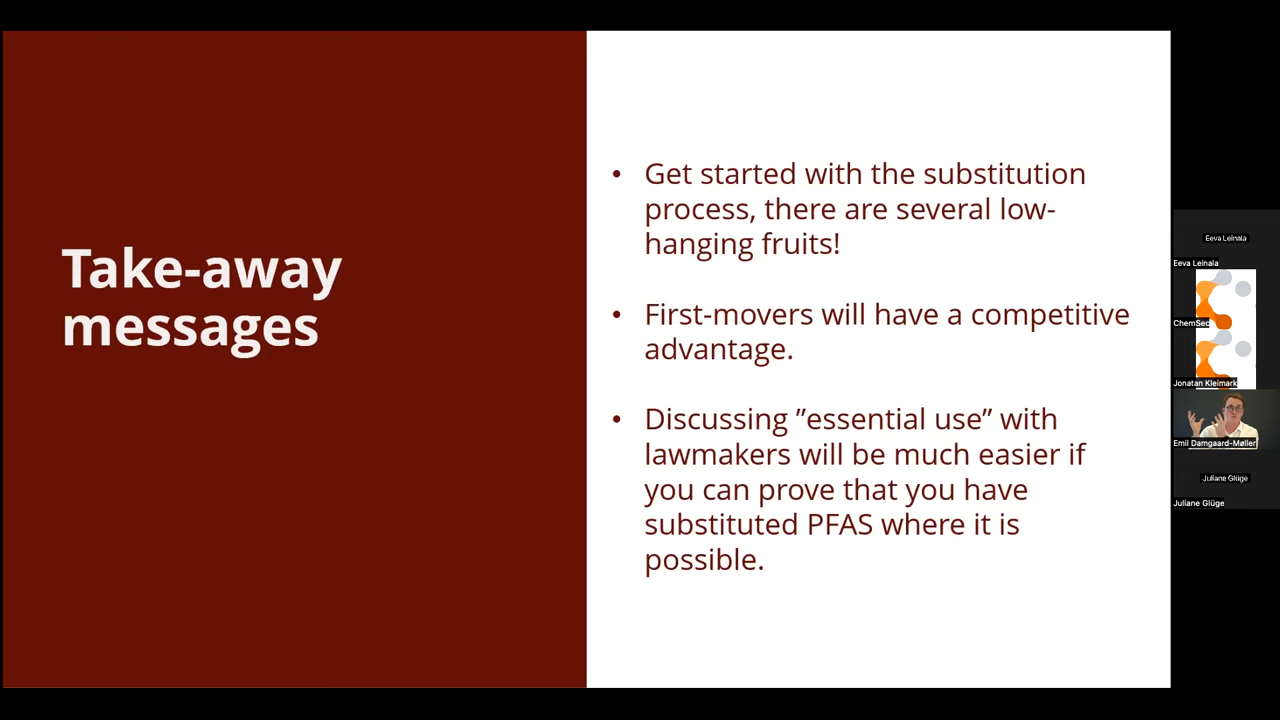 Take-away
messages
• Get started with the substitution
process, there are several low-
hanging fruits!
• First-movers will have a competitive
advantage.
• Discussing ”essential use” with
lawmakers will be much easier if
you can prove that you have
substituted PFAS where it is
possible.
Eeva Leinala
Eeva Leinala
ChemSec
Jonatan Kleimark
Emil Damgaard-Møller
Juliane Glüge
Juliane Glüge